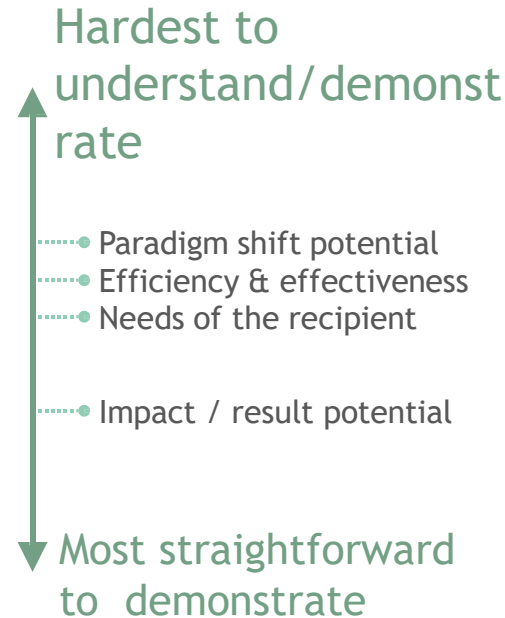 Hardest to
understand/demonst
rate
Paradigm shift potential
Efficiency & effectiveness
Needs of the recipient
Impact / result potential
Most straightforward
to demonstrate